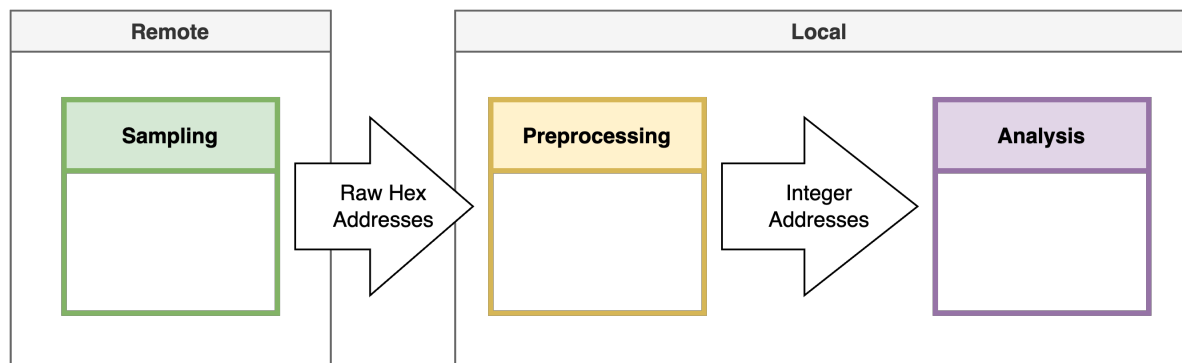 Remote
Local
Sampling
Raw Hex
Addresses
Preprocessing
Integer
Addresses
Analysis